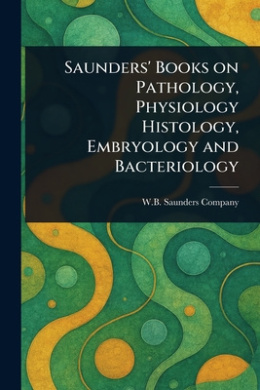 Saunders' Books on
Pathology,
Physiology
Histology,
Embryology and
Bacteriology
W.B. Saunders Company